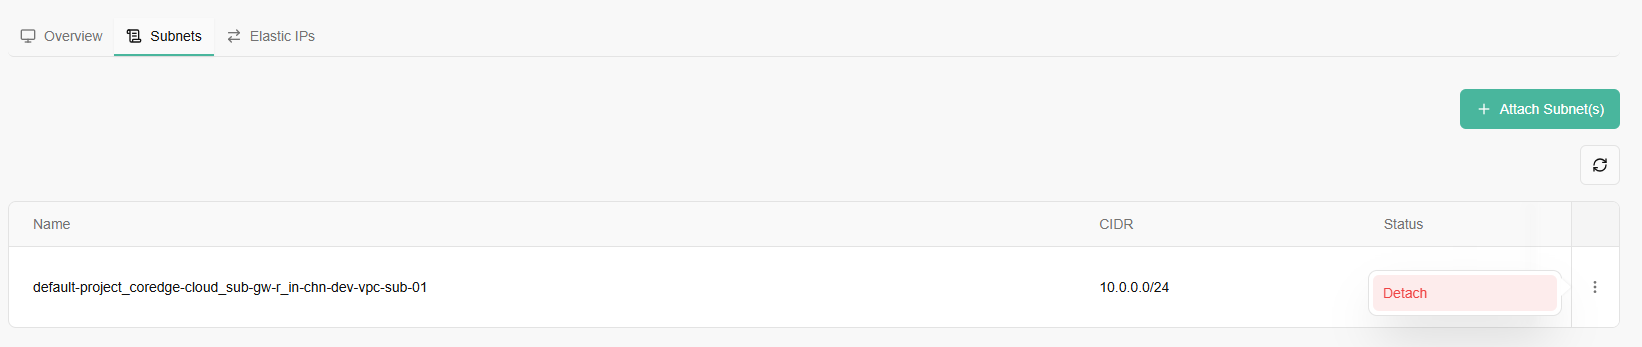 Overview Subnets Elastic IPs
Attach Subnet(s)
Name CIDR Status
default-project_coredge-cloud_sub-gw-r_in-chn-dev-vpc-sub-01 10.0.0.0/24
Detach